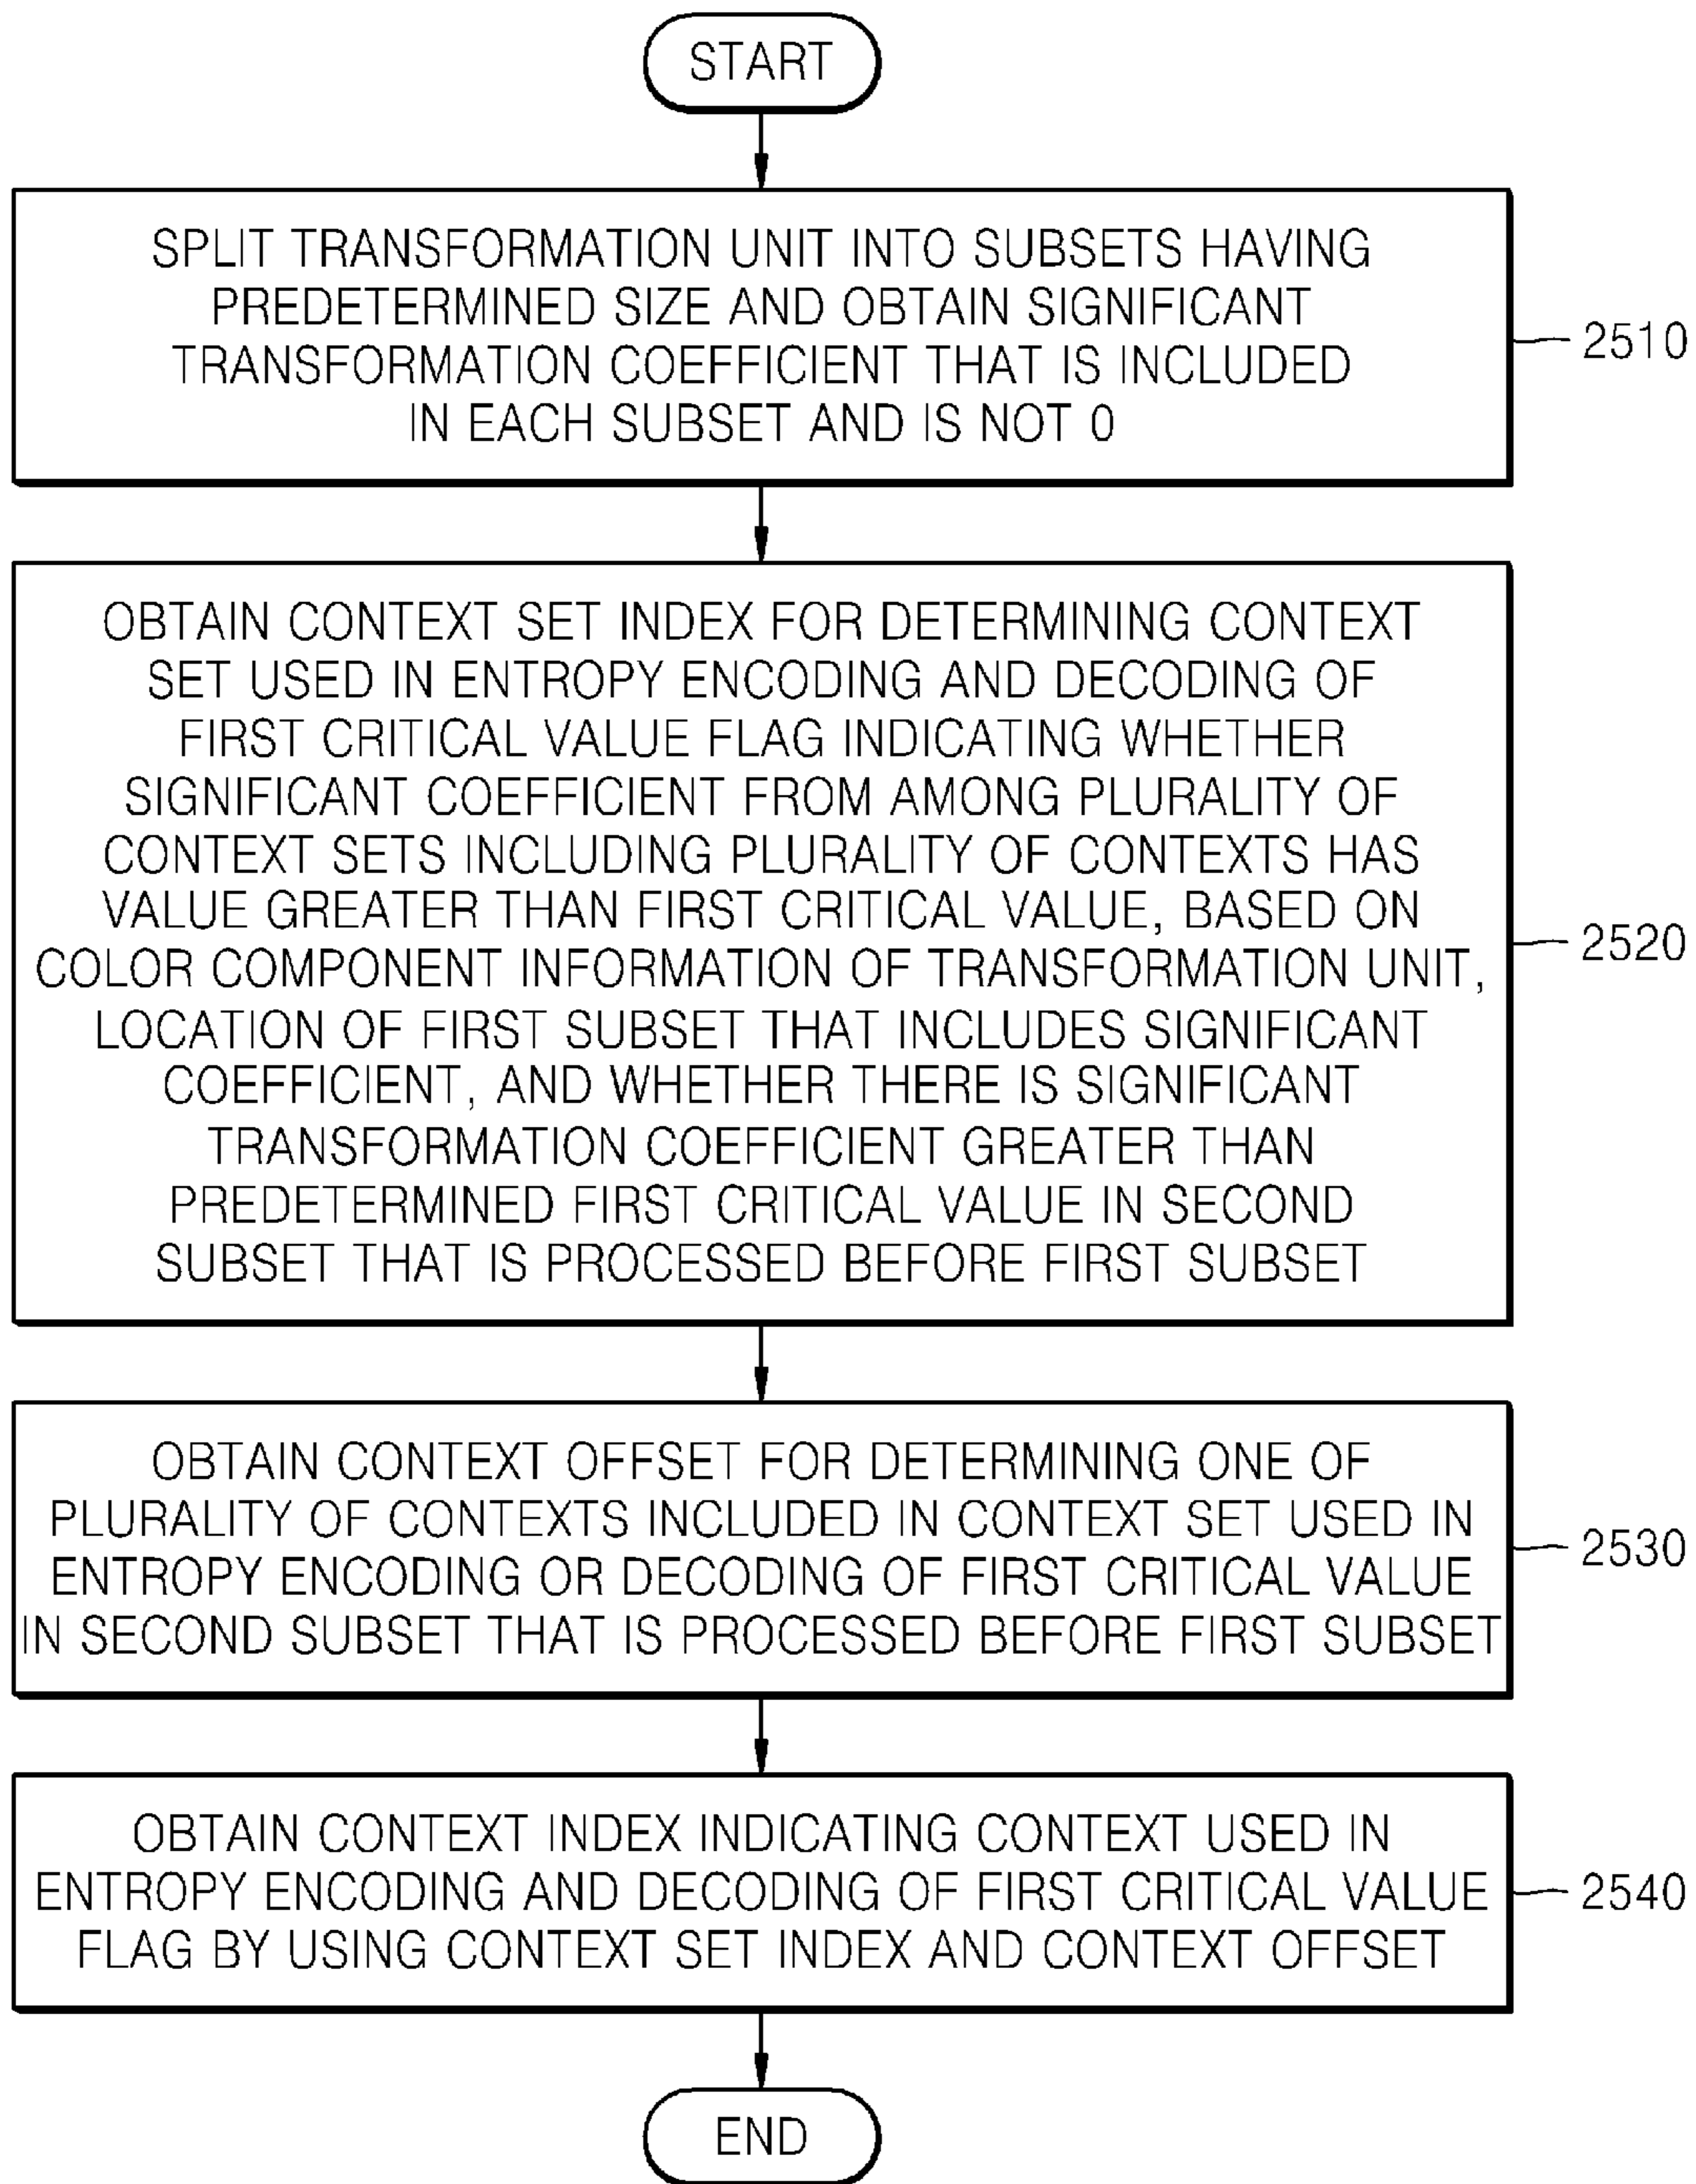 START
SPLIT TRANSFORMATION UNIT INTO SUBSETS HAVING
PREDETERMINED SIZE AND OBTAIN SIGNIFICANT
TRANSFORMATION COEFFICIENT THAT IS INCLUDED
IN EACH SUBSET AND IS NOT 0
2510
OBTAIN CONTEXT SET INDEX FOR DETERMINING CONTEXT
SET USED IN ENTROPY ENCODING AND DECODING OF
FIRST CRITICAL VALUE FLAG INDICATING WHETHER
SIGNIFICANT COEFFICIENT FROM AMONG PLURALITY OF
CONTEXT SETS INCLUDING PLURALITY OF CONTEXTS HAS
VALUE GREATER THAN FIRST CRITICAL VALUE, BASED ON
COLOR COMPONENT INFORMATION OF TRANSFORMATION UNIT,
LOCATION OF FIRST SUBSET THAT INCLUDES SIGNIFICANT
COEFFICIENT, AND WHETHER THERE IS SIGNIFICANT
TRANSFORMATION COEFFICIENT GREATER THAN
PREDETERMINED FIRST CRITICAL VALUE IN SECOND
SUBSET THAT IS PROCESSED BEFORE FIRST SUBSET
2520
OBTAIN CONTEXT OFFSET FOR DETERMINING ONE OF
PLURALITY OF CONTEXTS INCLUDED IN CONTEXT SET USED IN
ENTROPY ENCODING OR DECODING OF FIRST CRITICAL VALUE
IN SECOND SUBSET THAT IS PROCESSED BEFORE FIRST SUBSET
2530
OBTAIN CONTEXT INDEX INDICATING CONTEXT USED IN
ENTROPY ENCODING AND DECODING OF FIRST CRITICAL VALUE
FLAG BY USING CONTEXT SET INDEX AND CONTEXT OFFSET
2540
END